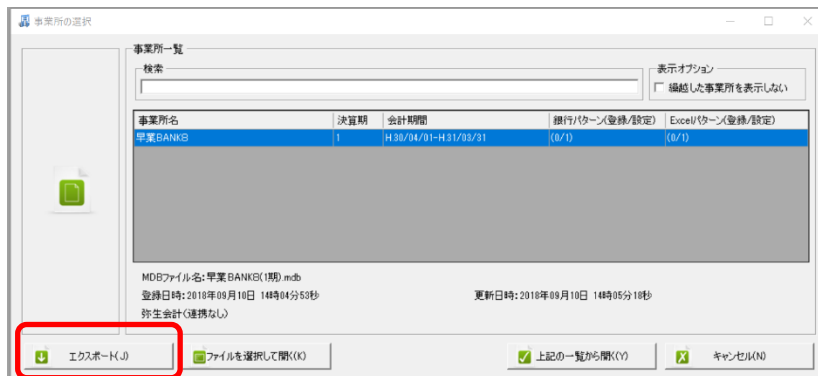 事業所の選択
事業所一覧
検索
表示オプション
繰越した事業所を表示しない
事業所名 決算期 会計期間 銀行パターン(登録/設定) Excelパターン(登録/設定)
早業BANKB 1 H.30/04/01-H.31/03/31 (0/1) (0/1)
MDBファイル名:早業BANKB(1期).mdb
登録日時:2018年09月10日 14時04分53秒 更新日時:2018年09月10日 14時05分18秒
弥生会計(連携なし)
エクスポート(J) ファイルを選択して開く(K) 上記の一覧から開く(Y) キャンセル(N)